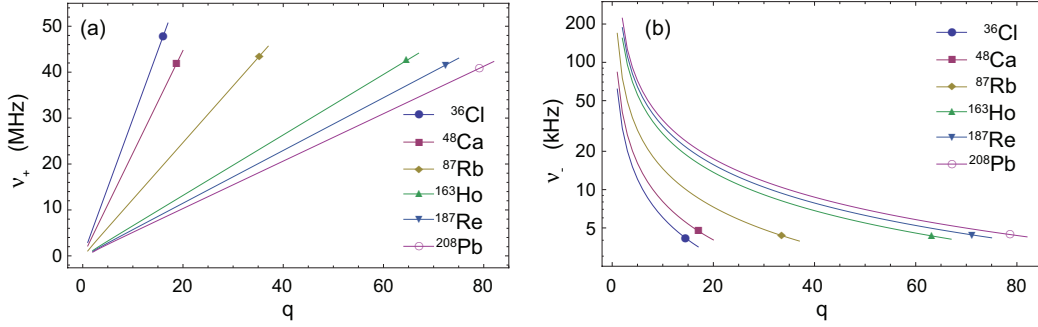 (a)
ν₊ (MHz)
50
40
30
20
10
0
0 20 40 60 80
q
³⁶Cl
⁴⁸Ca
⁸⁷Rb
¹⁶³Ho
¹⁸⁷Re
²⁰⁸Pb
(b)
ν₋ (kHz)
200
100
50
20
10
5
0 20 40 60 80
q
³⁶Cl
⁴⁸Ca
⁸⁷Rb
¹⁶³Ho
¹⁸⁷Re
²⁰⁸Pb